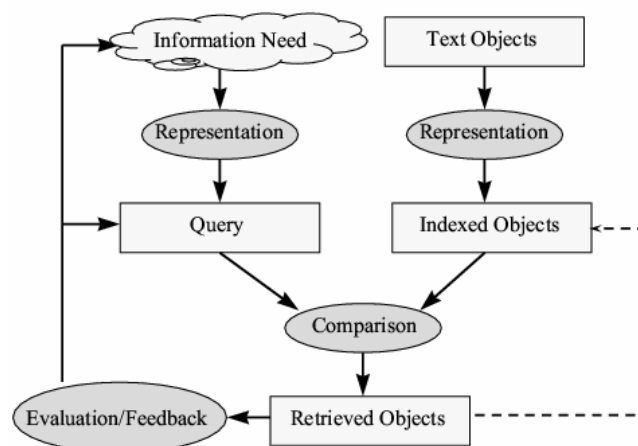 Information Need
Text Objects
Representation
Representation
Query
Indexed Objects
Comparison
Evaluation/Feedback
Retrieved Objects